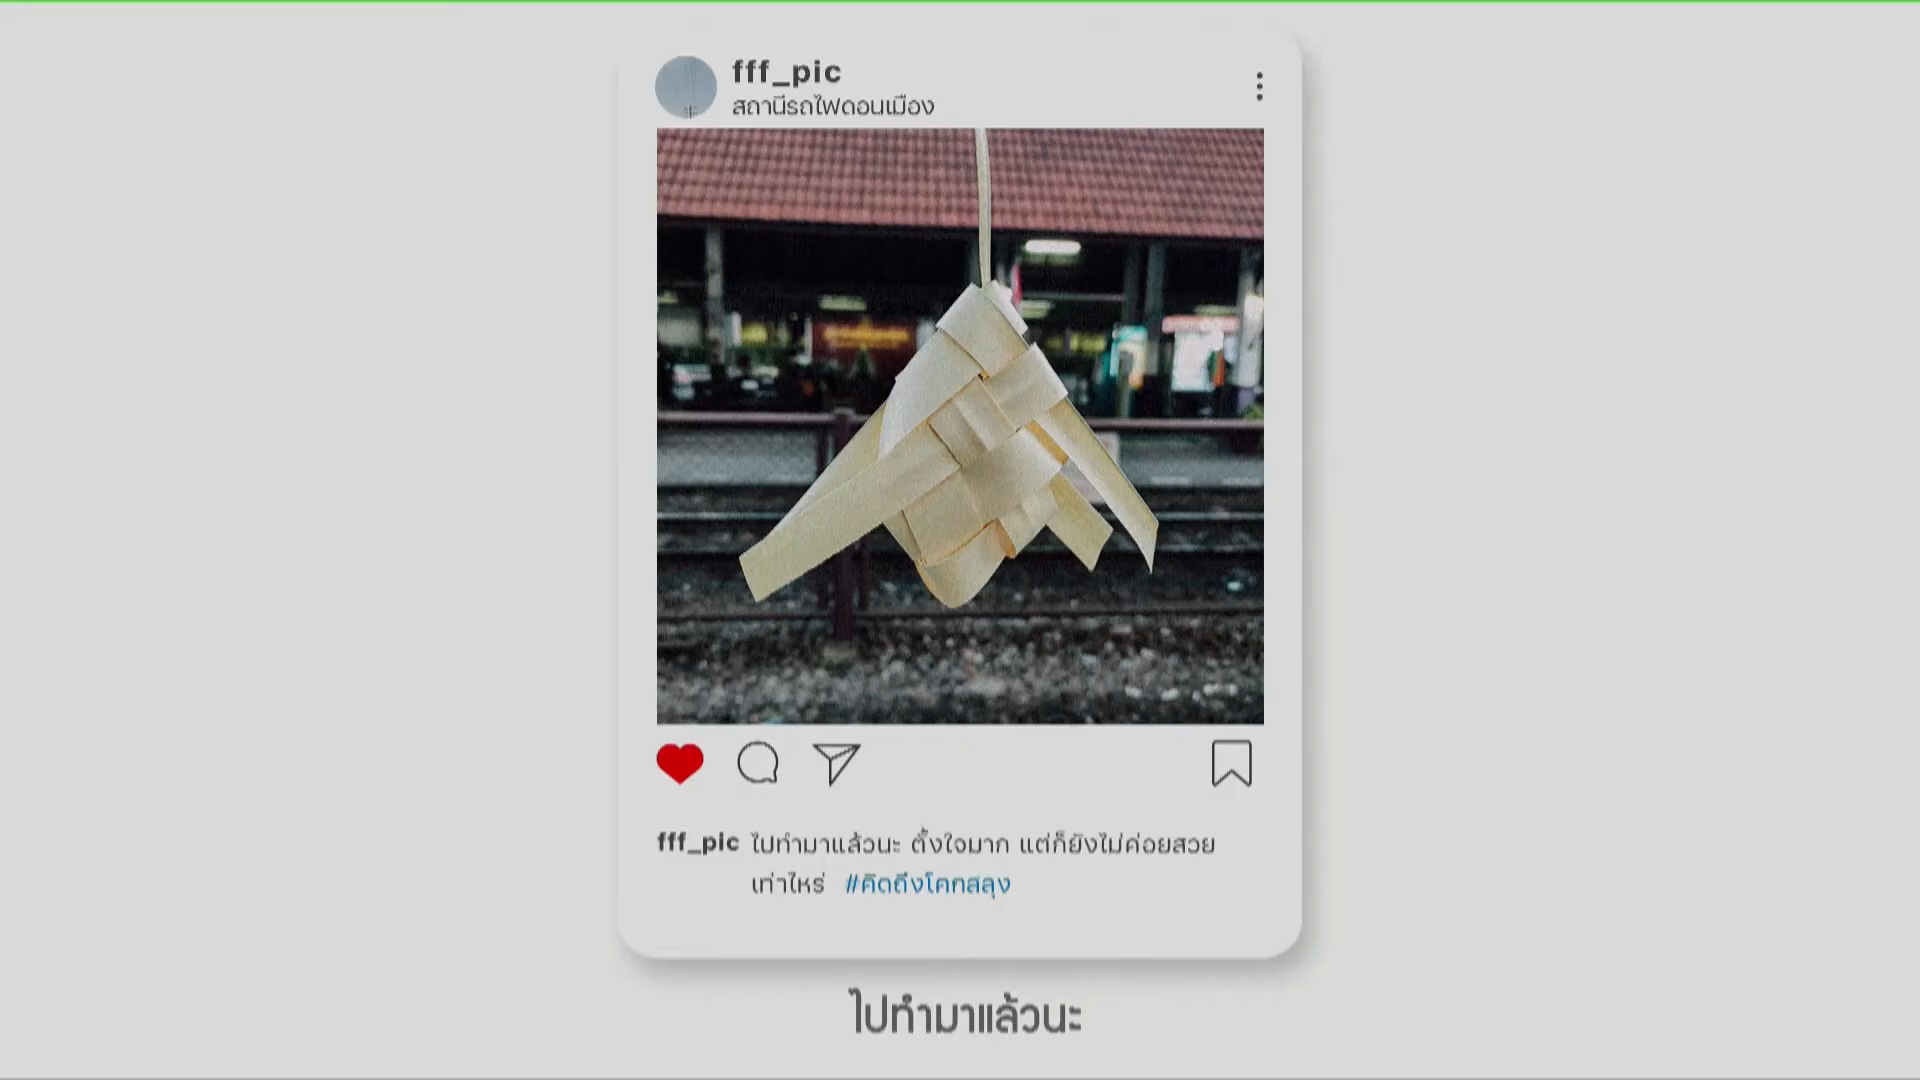 fff_pic
สถานีรถไฟดอนเมือง
fff_pic ไปทำมาแล้วนะ ตั้งใจมาก แต่ก็ยังไม่ค่อยสวย
เท่าไหร่ #คิดถึงโคกสลุง
ไปทำมาแล้วนะ